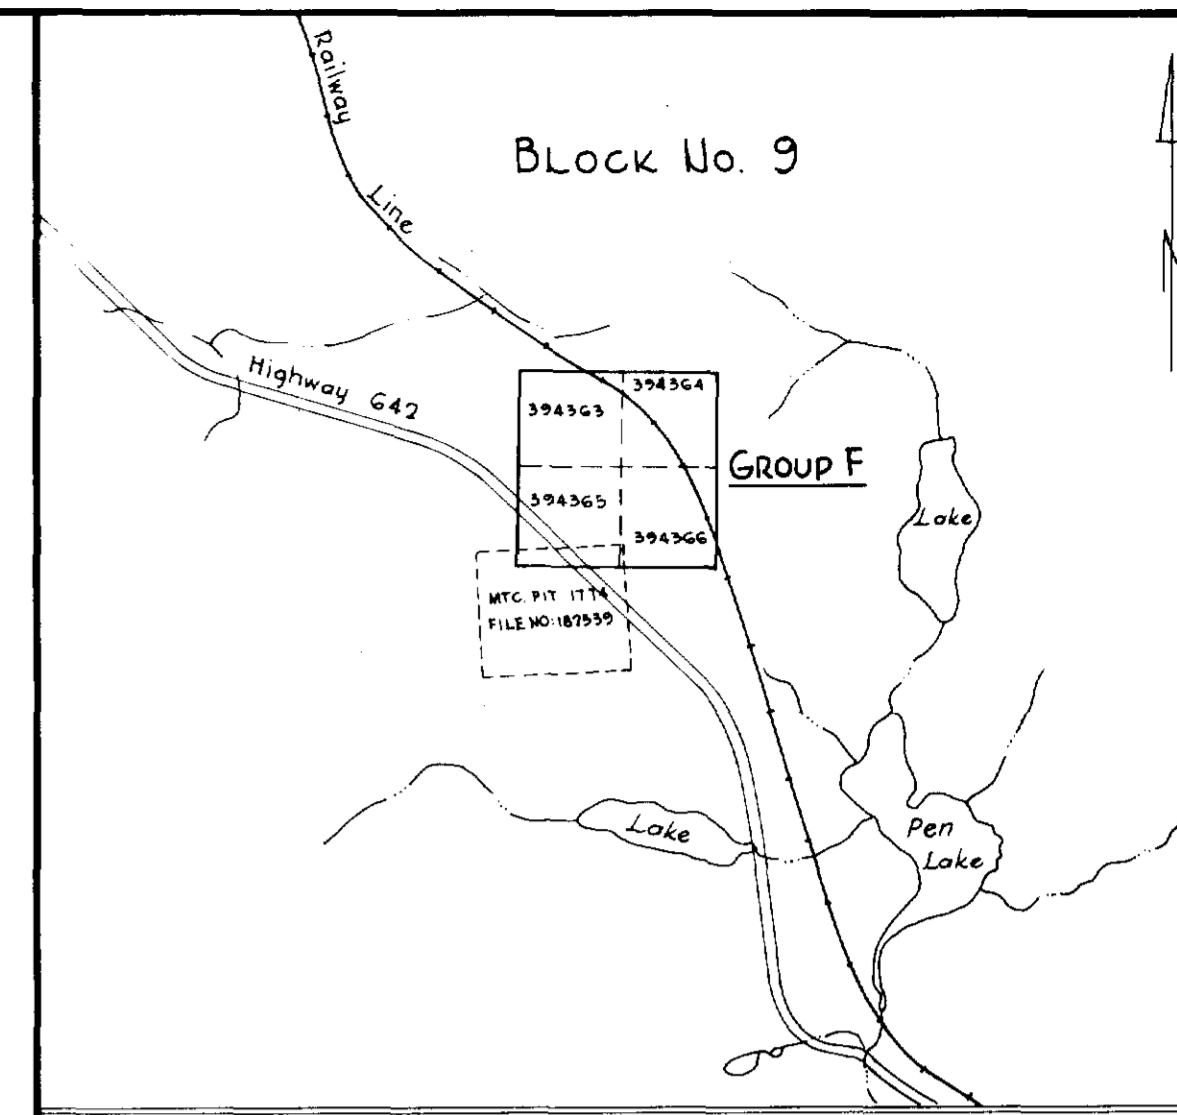 Railway
Line
BLOCK No. 9
N
Highway 642
394363
394364
GROUP F
394365
394366
Lake
MTC. PIT 1774
FILE NO: 187539
Lake
Pen
Lake